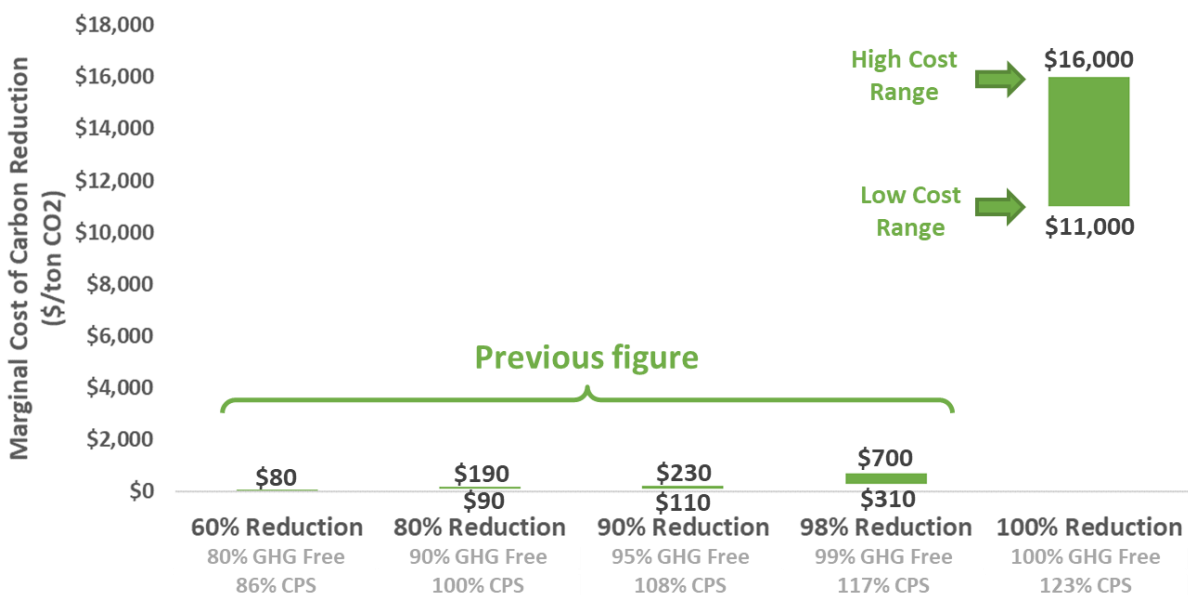 Marginal Cost of Carbon Reduction
($/ton CO2)
$18,000
$16,000
$14,000
$12,000
$10,000
$8,000
$6,000
$4,000
$2,000
$0
High Cost
Range
$16,000
Low Cost
Range
$11,000
Previous figure
$80
$190
$90
$230
$110
$700
$310
60% Reduction
80% GHG Free
86% CPS
80% Reduction
90% GHG Free
100% CPS
90% Reduction
95% GHG Free
108% CPS
98% Reduction
99% GHG Free
117% CPS
100% Reduction
100% GHG Free
123% CPS